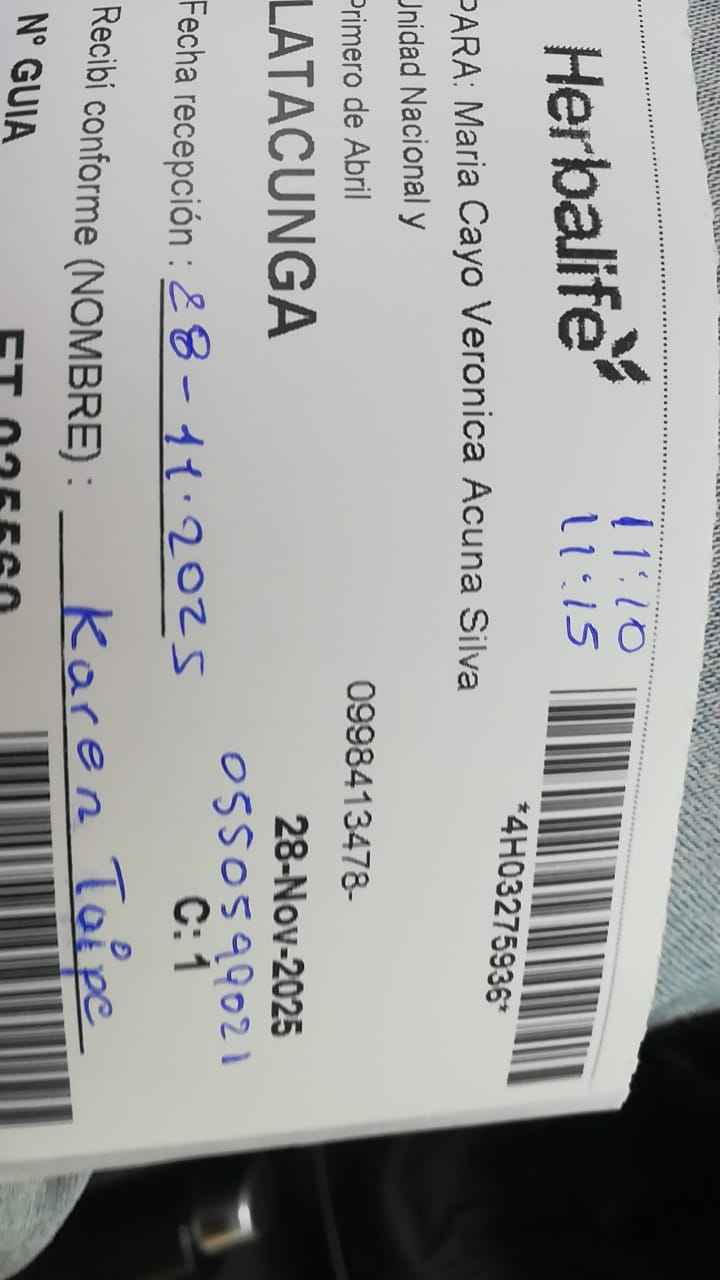 Herbalife
11:10
11:15
*4H03275936*
PARA: Maria Cayo Veronica Acuna Silva
Unidad Nacional y
Primero de Abril
0998413478-
LATACUNGA
28-Nov-2025
0550599021
Fecha recepción : 28-11-2025
C: 1
Recibí conforme (NOMBRE) : Karen Taipe
N° GUIA